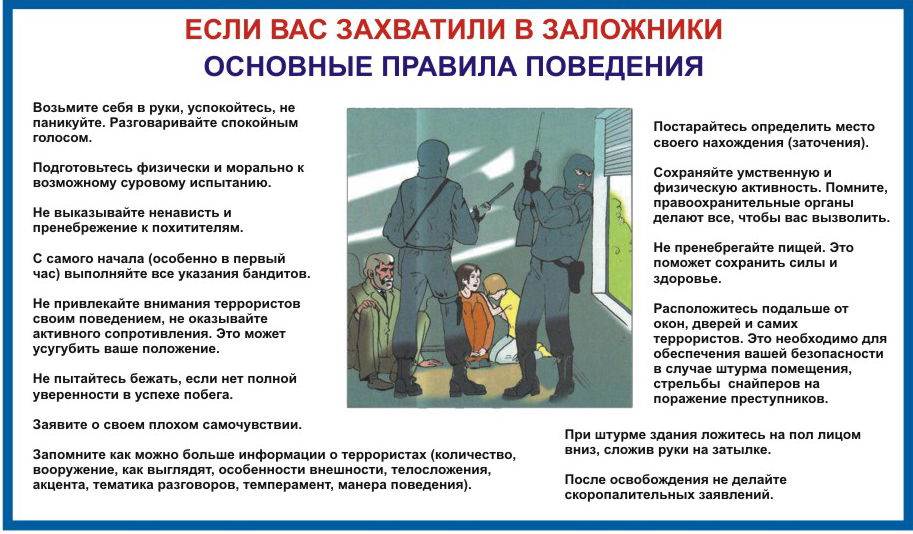 ЕСЛИ ВАС ЗАХВАТИЛИ В ЗАЛОЖНИКИ
ОСНОВНЫЕ ПРАВИЛА ПОВЕДЕНИЯ
Возьмите себя в руки, успокойтесь, не
паникуйте. Разговаривайте спокойным
голосом.
Подготовьтесь физически и морально к
возможному суровому испытанию.
Не выказывайте ненависть и
пренебрежение к похитителям.
С самого начала (особенно в первый
час) выполняйте все указания бандитов.
Не привлекайте внимания террористов
своим поведением, не оказывайте
активного сопротивления. Это может
усугубить ваше положение.
Не пытайтесь бежать, если нет полной
уверенности в успехе побега.
Заявите о своем плохом самочувствии.
Запомните как можно больше информации о террористах (количество,
вооружение, как выглядят, особенности внешности, телосложения,
акцента, тематика разговоров, темперамент, манера поведения).
Постарайтесь определить место
своего нахождения (заточения).
Сохраняйте умственную и
физическую активность. Помните,
правоохранительные органы
делают все, чтобы вас вызволить.
Не пренебрегайте пищей. Это
поможет сохранить силы и
здоровье.
Расположитесь подальше от
окон, дверей и самих
террористов. Это необходимо для
обеспечения вашей безопасности
в случае штурма помещения,
стрельбы снайперов на
поражение преступников.
При штурме здания ложитесь на пол лицом
вниз, сложив руки на затылке.
После освобождения не делайте
скоропалительных заявлений.